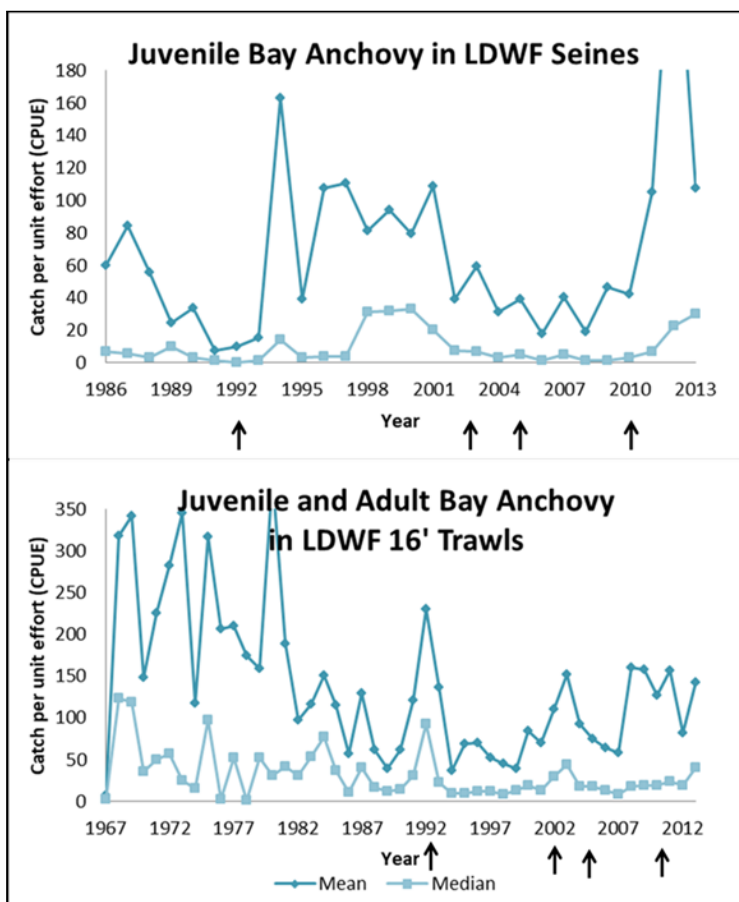 Juvenile Bay Anchovy in LDWF Seines
Catch per unit effort (CPUE)
180
160
140
120
100
80
60
40
20
0
1986 1989 1992 1995 1998 2001 2004 2007 2010 2013
Year
Juvenile and Adult Bay Anchovy
in LDWF 16' Trawls
Catch per unit effort (CPUE)
350
300
250
200
150
100
50
0
1967 1972 1977 1982 1987 1992 1997 2002 2007 2012
Year
Mean Median